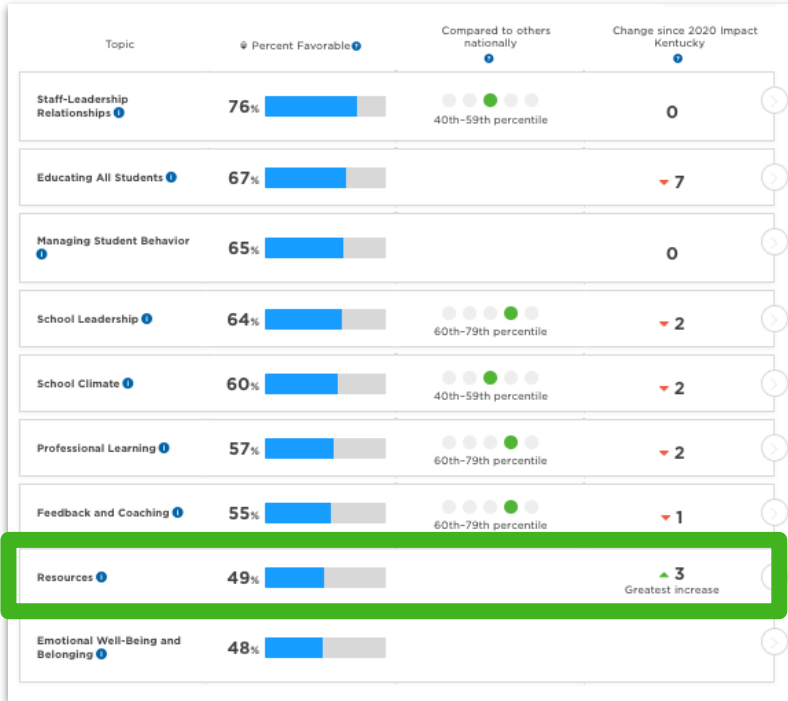 Topic
Percent Favorable
Compared to others
nationally
Change since 2020 Impact
Kentucky
Staff-Leadership
Relationships
76%
40th–59th percentile
0
Educating All Students
67%
7
Managing Student Behavior
65%
0
School Leadership
64%
60th–79th percentile
2
School Climate
60%
40th–59th percentile
2
Professional Learning
57%
60th–79th percentile
2
Feedback and Coaching
55%
60th–79th percentile
1
Resources
49%
3
Greatest increase
Emotional Well-Being and
Belonging
48%